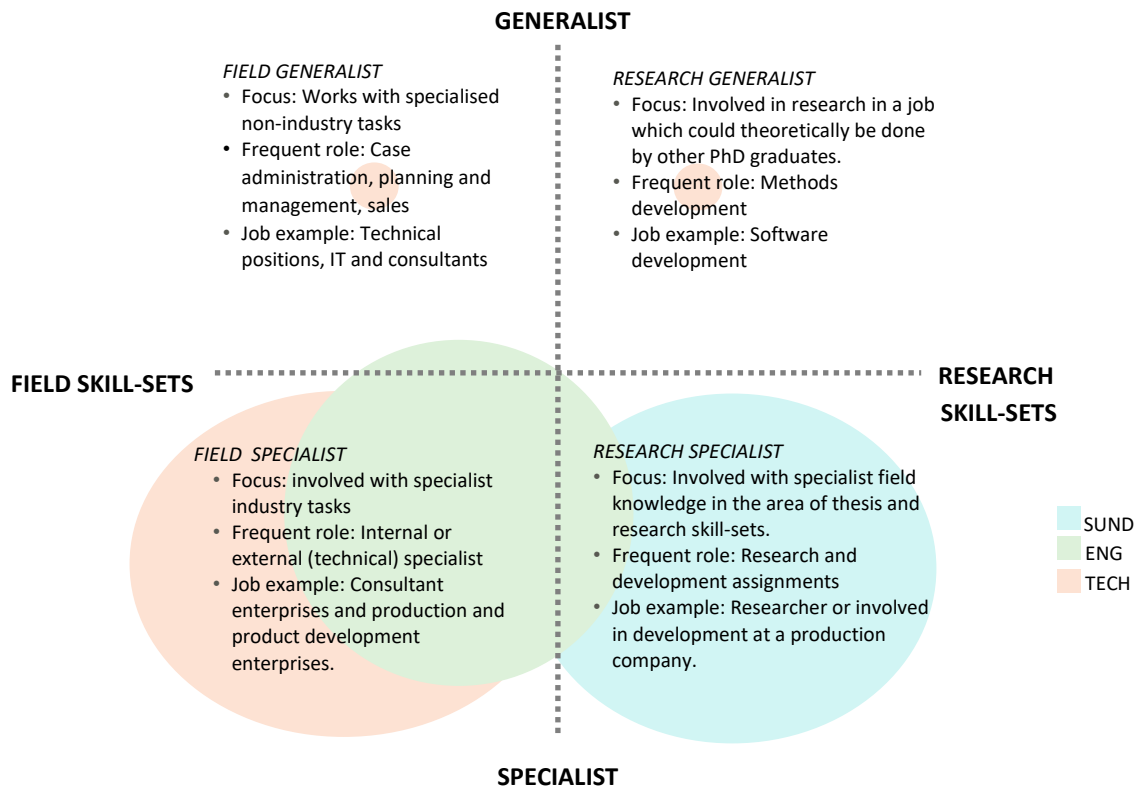 GENERALIST
FIELD GENERALIST
• Focus: Works with specialised
non-industry tasks
• Frequent role: Case
administration, planning and
management, sales
• Job example: Technical
positions, IT and consultants
RESEARCH GENERALIST
• Focus: Involved in research in a job
which could theoretically be done
by other PhD graduates.
• Frequent role: Methods
development
• Job example: Software
development
FIELD SKILL-SETS
RESEARCH
SKILL-SETS
FIELD SPECIALIST
• Focus: involved with specialist
industry tasks
• Frequent role: Internal or
external (technical) specialist
• Job example: Consultant
enterprises and production and
product development
enterprises.
RESEARCH SPECIALIST
• Focus: Involved with specialist field
knowledge in the area of thesis and
research skill-sets.
• Frequent role: Research and
development assignments
• Job example: Researcher or involved
in development at a production
company.
SUND
ENG
TECH
SPECIALIST